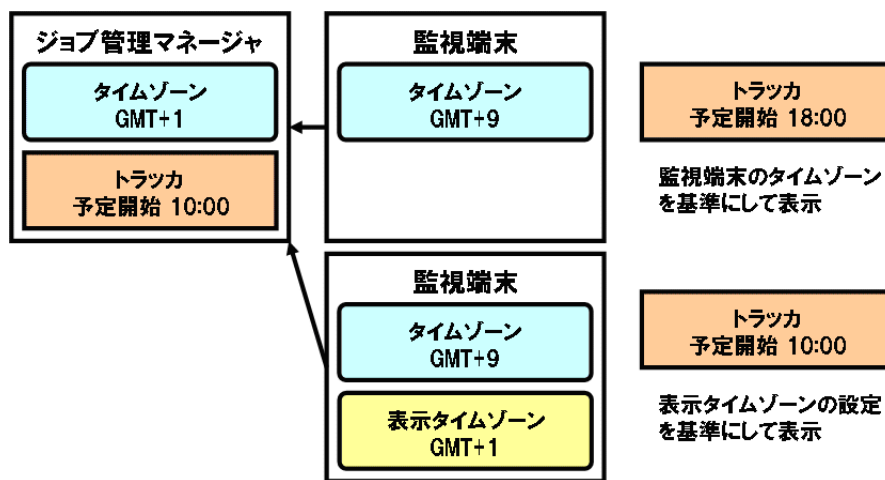 ジョブ管理マネージャ
タイムゾーン
GMT+1
トラッカ
予定開始 10:00
監視端末
タイムゾーン
GMT+9
トラッカ
予定開始 18:00
監視端末のタイムゾーン
を基準にして表示
監視端末
タイムゾーン
GMT+9
表示タイムゾーン
GMT+1
トラッカ
予定開始 10:00
表示タイムゾーンの設定
を基準にして表示